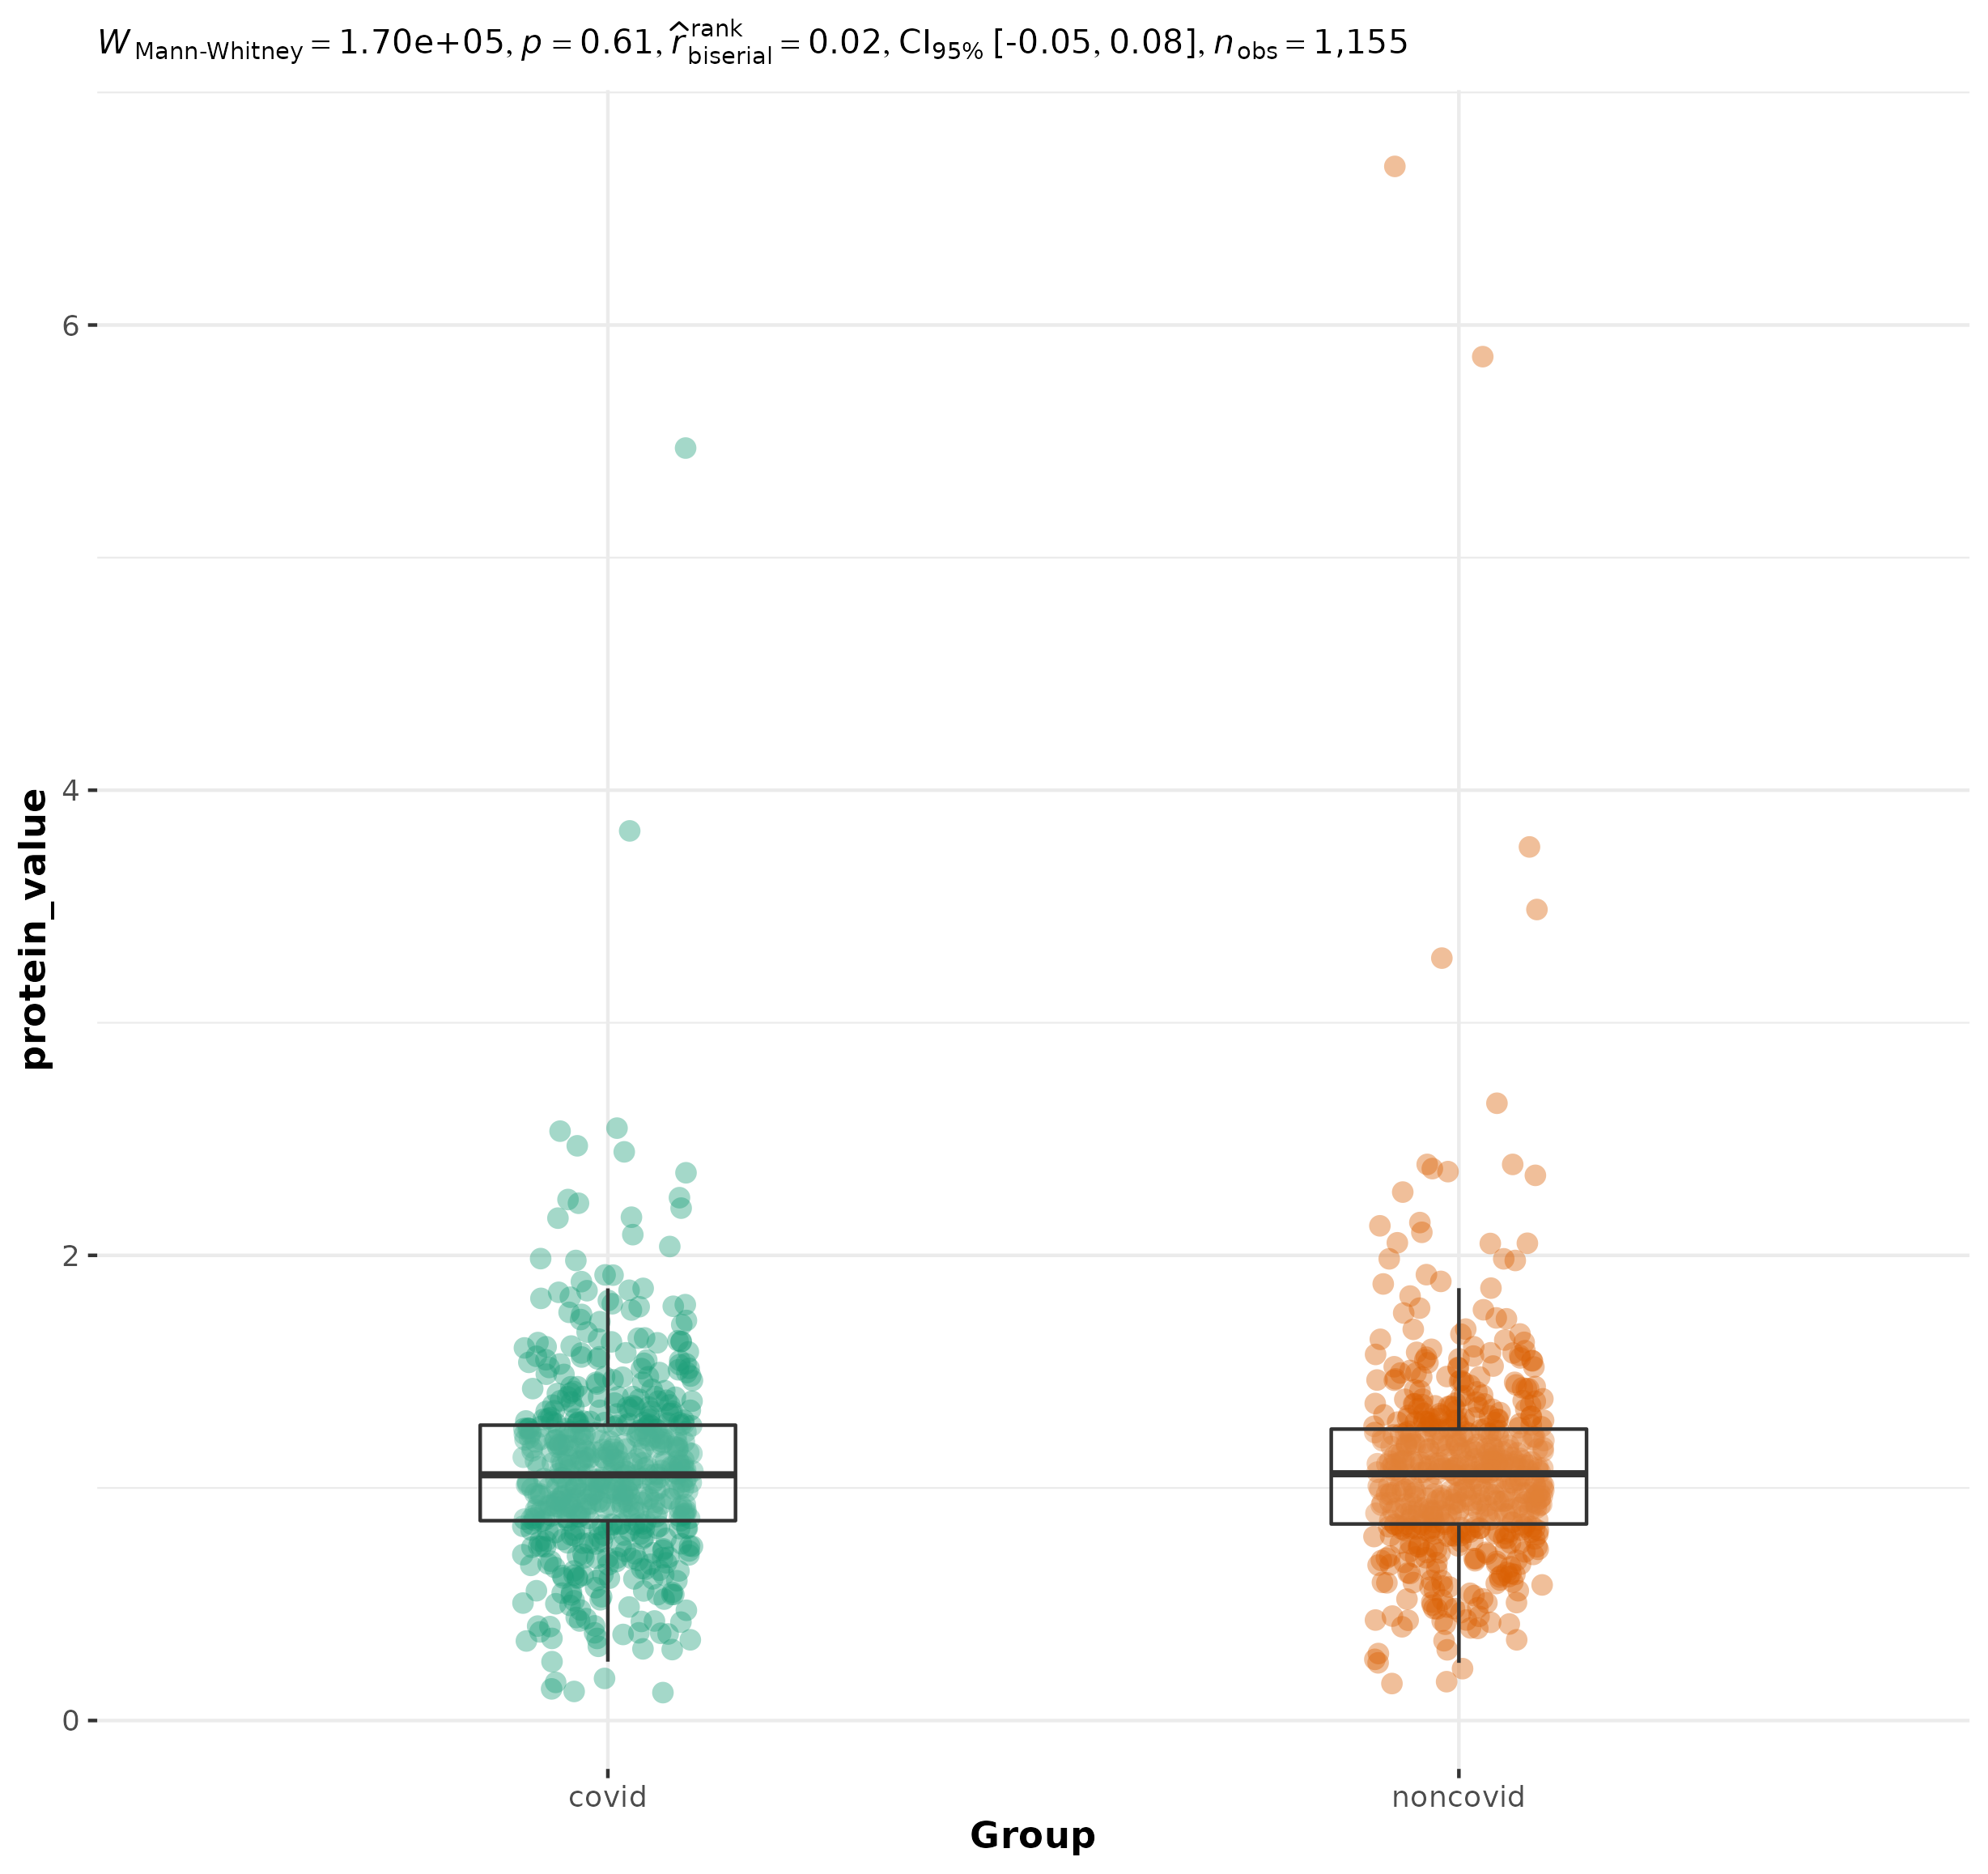 W Mann-Whitney = 1.70e+05, p = 0.61, r̂ rank biserial = 0.02, CI95% [-0.05, 0.08], nobs = 1,155
6
4
2
0
protein_value
covid noncovid
Group